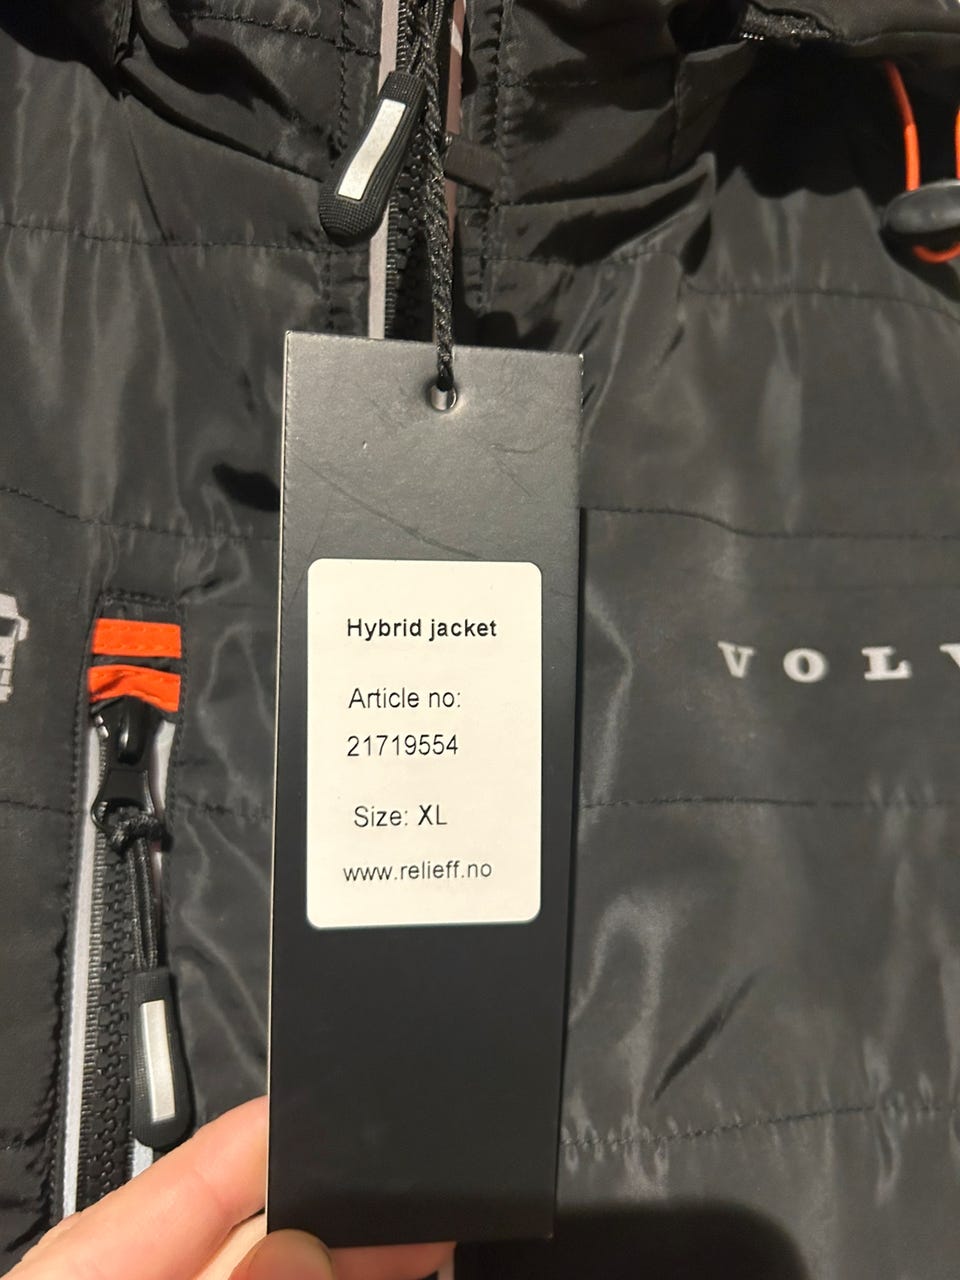 Hybrid jacket
Article no:
21719554
Size: XL
www.relieff.no
VOLV